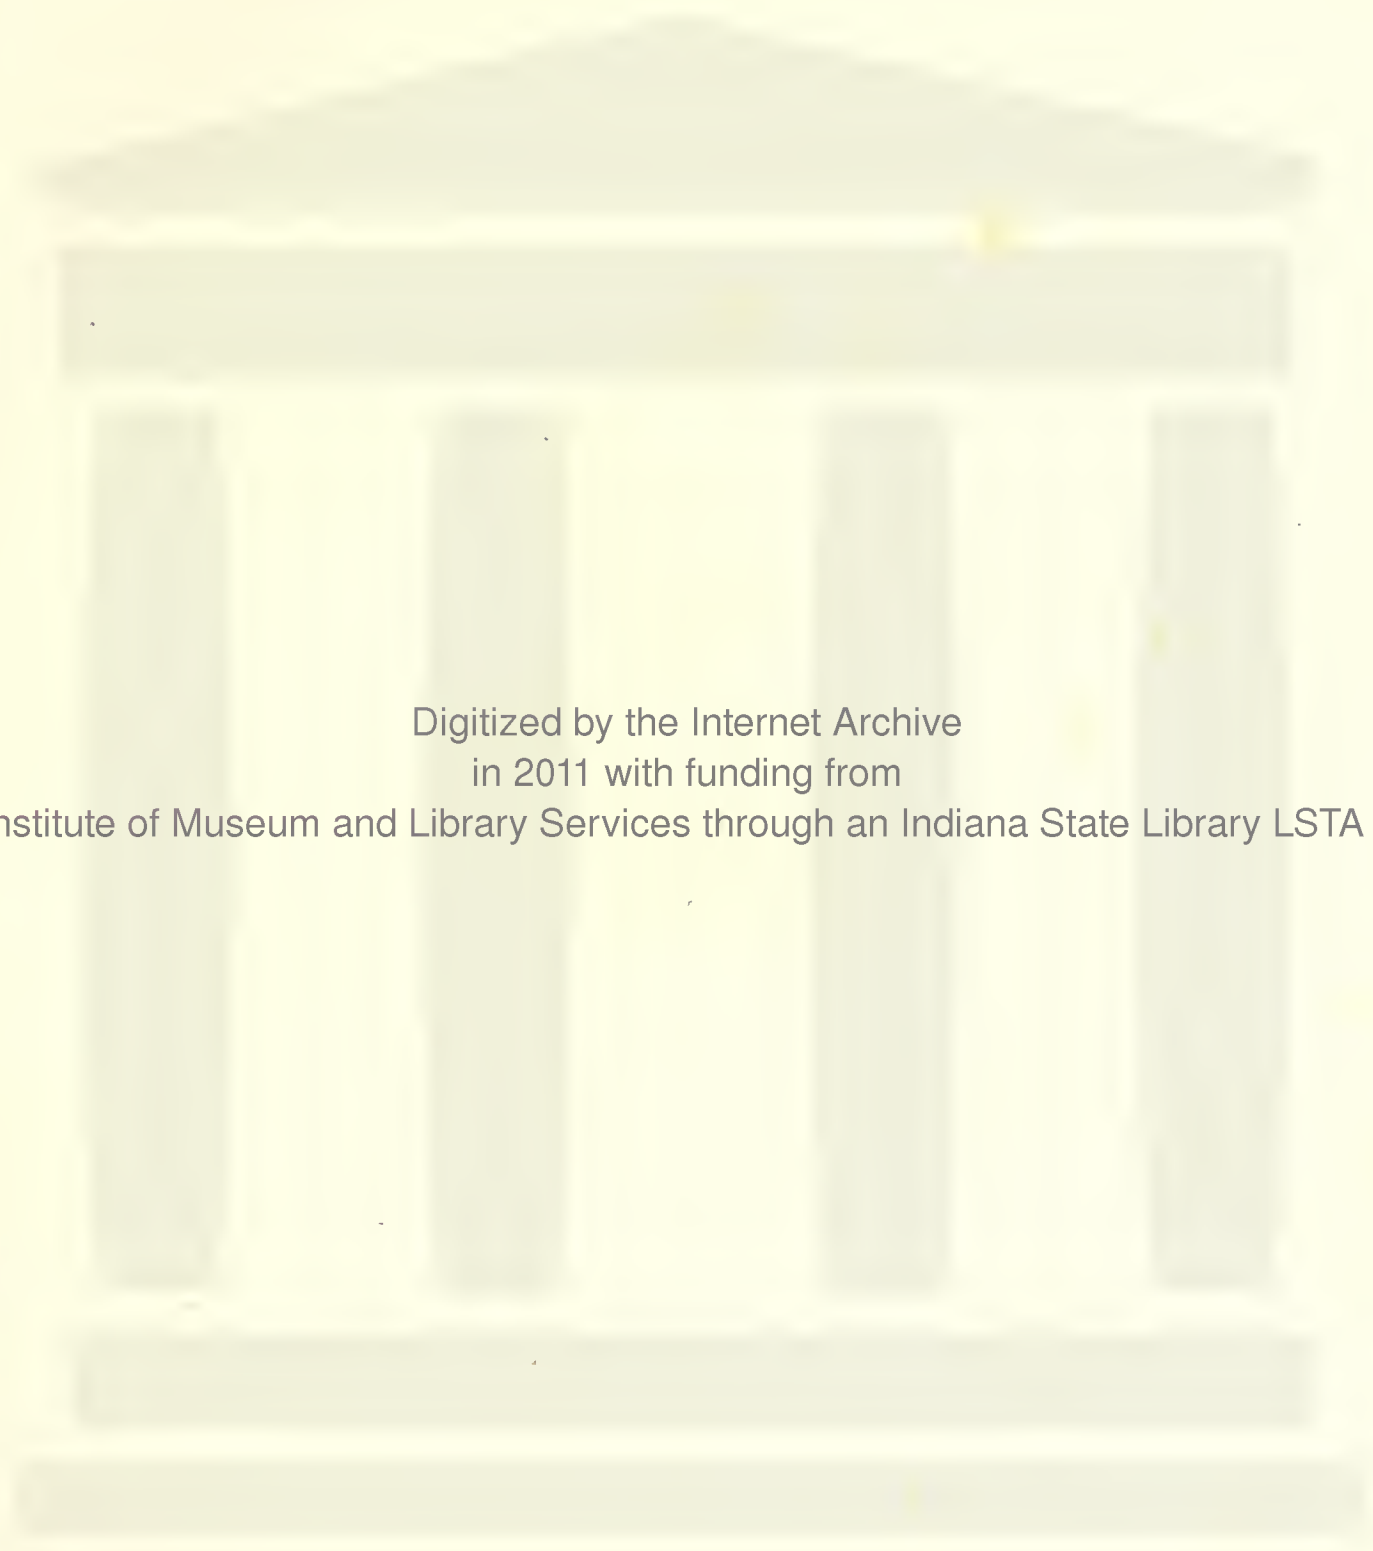 Digitized by the Internet Archive
in 2011 with funding from
nstitute of Museum and Library Services through an Indiana State Library LSTA